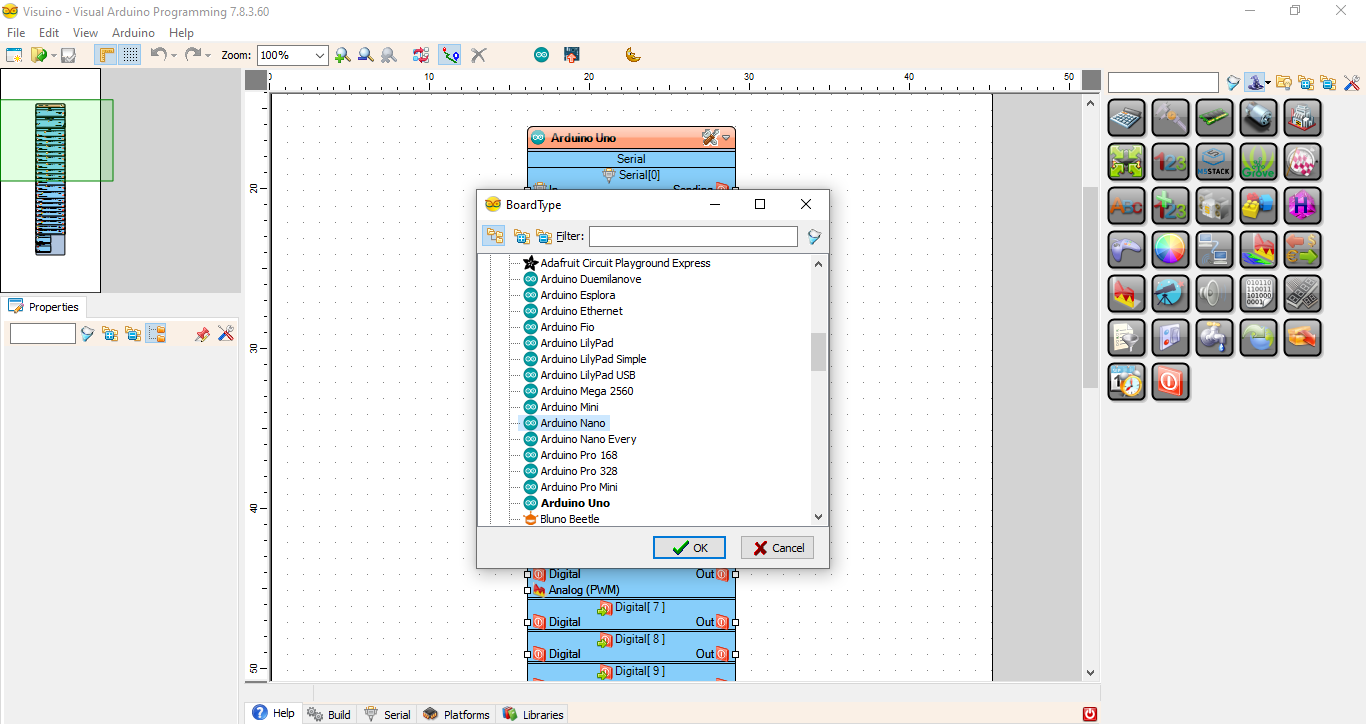 Visuino - Visual Arduino Programming 7.8.3.60
File Edit View Arduino Help
Zoom: 100%
0 10 20 30 40 50
Arduino Uno
Serial
Serial[0]
In Sending
BoardType
Filter:
Adafruit Circuit Playground Express
Arduino Duemilanove
Arduino Esplora
Arduino Ethernet
Arduino Fio
Arduino LilyPad
Arduino LilyPad Simple
Arduino LilyPad USB
Arduino Mega 2560
Arduino Mini
Arduino Nano
Arduino Nano Every
Arduino Pro 168
Arduino Pro 328
Arduino Pro Mini
Arduino Uno
Bluno Beetle
OK Cancel
Digital Out
Analog (PWM)
Digital[ 7 ]
Digital Out
Digital[ 8 ]
Digital Out
Digital[ 9 ]
20
30
40
50
Properties
123
M5STACK
Grove
ABC
123
H
010110
110011
101000
0001
1
Help Build Serial Platforms Libraries